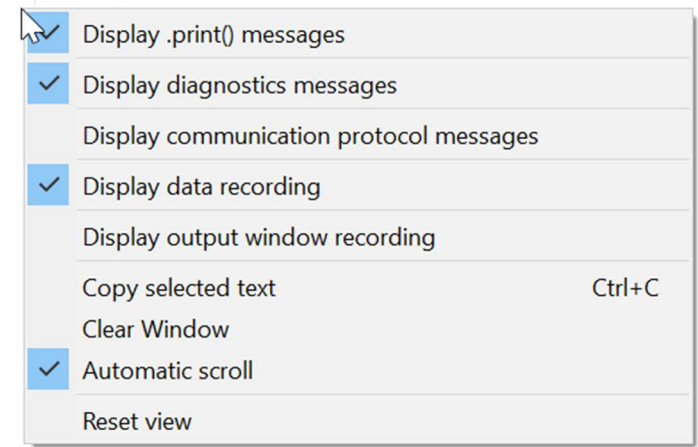 Display .print() messages
Display diagnostics messages
Display communication protocol messages
Display data recording
Display output window recording
Copy selected text Ctrl+C
Clear Window
Automatic scroll
Reset view